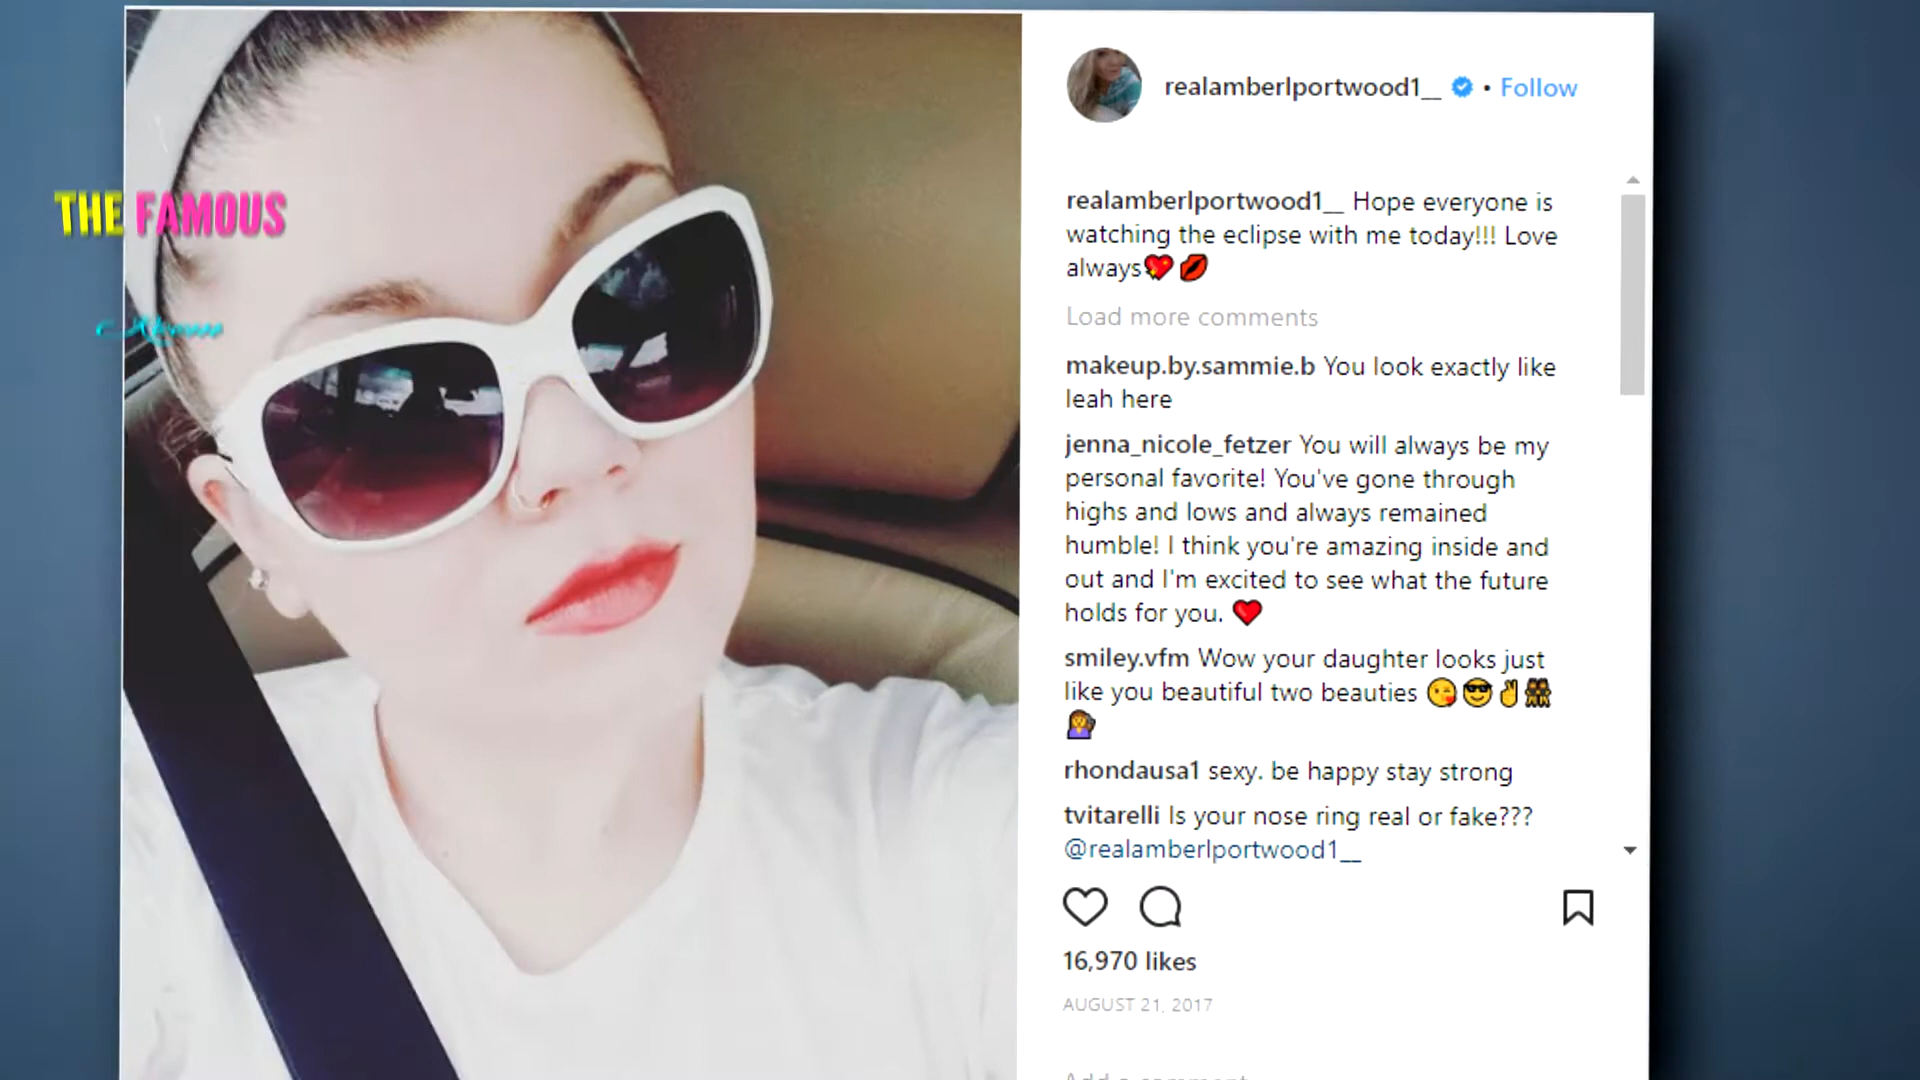 THE FAMOUS
realamberlportwood1__ • Follow
realamberlportwood1__ Hope everyone is
watching the eclipse with me today!!! Love
always💖💋
Load more comments
makeup.by.sammie.b You look exactly like
leah here
jenna_nicole_fetzer You will always be my
personal favorite! You've gone through
highs and lows and always remained
humble! I think you're amazing inside and
out and I'm excited to see what the future
holds for you. ❤️
smiley.vfm Wow your daughter looks just
like you beautiful two beauties 😘😎✌️👯
rhondausa1 sexy. be happy stay strong
tvitarelli Is your nose ring real or fake???
@realamberlportwood1__
16,970 likes
AUGUST 21, 2017
Add a comment